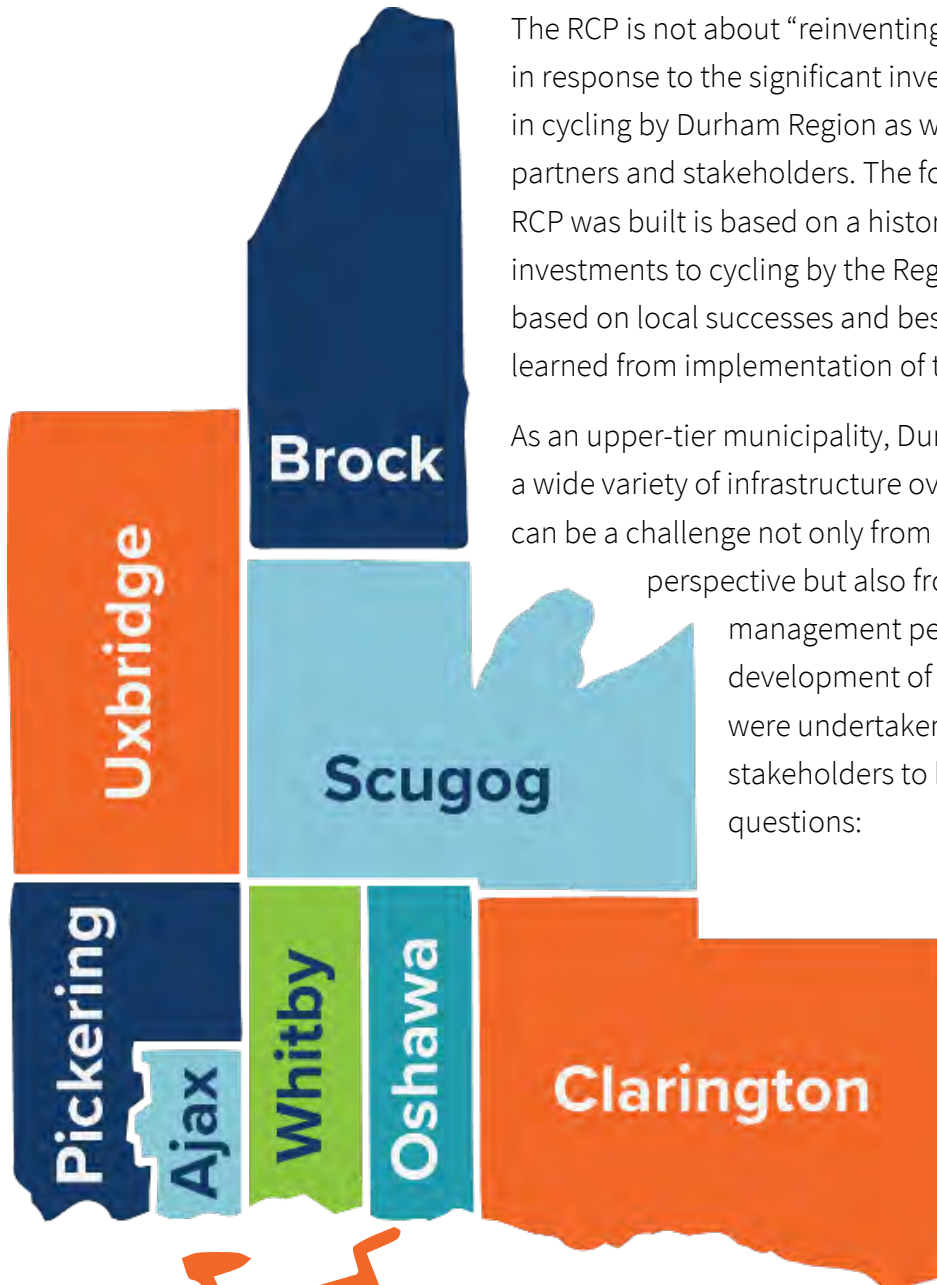 The RCP is not about “reinventing
in response to the significant inve
in cycling by Durham Region as w
partners and stakeholders. The fo
RCP was built is based on a histor
investments to cycling by the Reg
based on local successes and bes
learned from implementation of t
As an upper-tier municipality, Dur
a wide variety of infrastructure ov
can be a challenge not only from
perspective but also fro
management pe
development of
were undertaken
stakeholders to
questions:
Brock
Uxbridge
Scugog
Pickering
Ajax
Whitby
Oshawa
Clarington